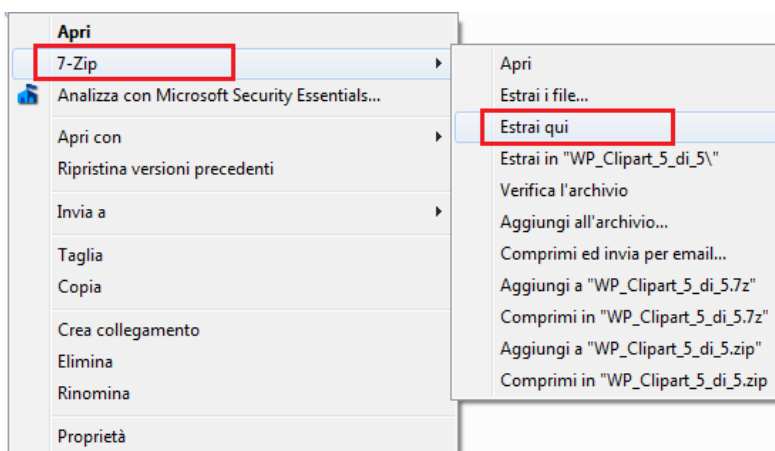 Apri
7-Zip
Analizza con Microsoft Security Essentials...
Apri con
Ripristina versioni precedenti
Invia a
Taglia
Copia
Crea collegamento
Elimina
Rinomina
Proprietà
Apri
Estrai i file...
Estrai qui
Estrai in "WP_Clipart_5_di_5\"
Verifica l'archivio
Aggiungi all'archivio...
Comprimi ed invia per email...
Aggiungi a "WP_Clipart_5_di_5.7z"
Comprimi in "WP_Clipart_5_di_5.7z"
Aggiungi a "WP_Clipart_5_di_5.zip"
Comprimi in "WP_Clipart_5_di_5.zip